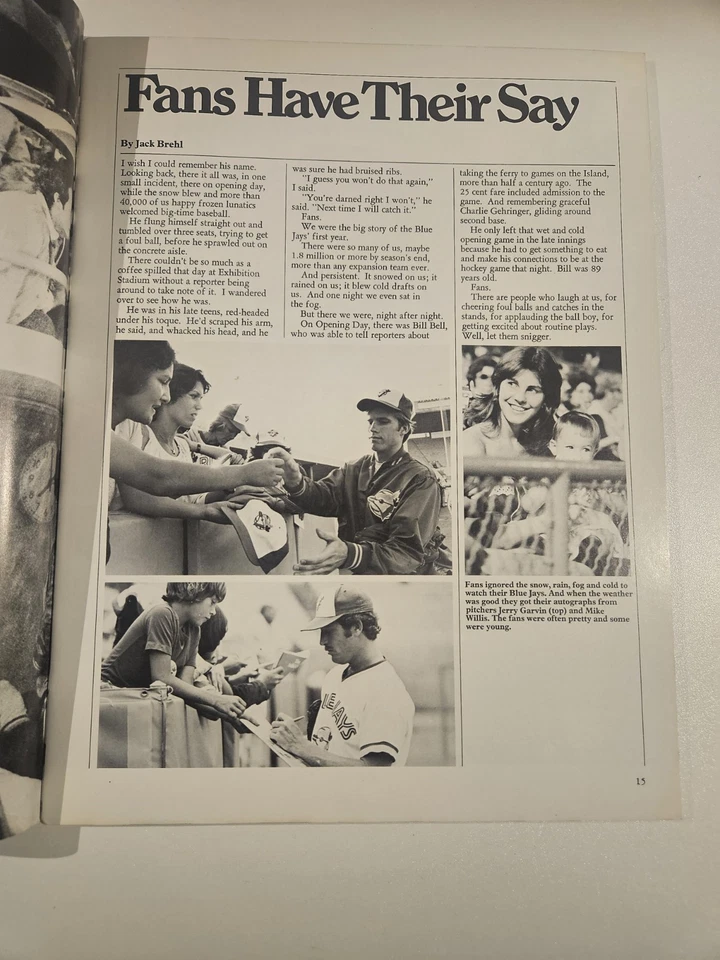 Fans Have Their Say
By Jack Brehl
I wish I could remember his name.
Looking back, there it all was, in one
small incident, there on opening day,
while the snow blew and more than
40,000 of us happy frozen lunatics
welcomed big-time baseball.
He flung himself straight out and
tumbled over three seats, trying to get
a foul ball, before he sprawled out on
the concrete aisle.
There couldn't be so much as a
coffee spilled that day at Exhibition
Stadium without a reporter being
around to take note of it. I wandered
over to see how he was.
He was in his late teens, red-headed
under his toque. He'd scraped his arm,
he said, and whacked his head, and he
was sure he had bruised ribs.
"I guess you won't do that again,"
I said.
"You're darned right I won't," he
said. "Next time I will catch it."
Fans.
We were the big story of the Blue
Jays' first year.
There were so many of us, maybe
1.8 million or more by season's end,
more than any expansion team ever.
And persistent. It snowed on us; it
rained on us; it blew cold drafts on
us. And one night we even sat in
the fog.
But there we were, night after night.
On Opening Day, there was Bill Bell,
who was able to tell reporters about
taking the ferry to games on the Island,
more than half a century ago. The
25 cent fare included admission to the
game. And remembering graceful
Charlie Gehringer, gliding around
second base.
He only left that wet and cold
opening game in the late innings
because he had to get something to eat
and make his connections to be at the
hockey game that night. Bill was 89
years old.
Fans.
There are people who laugh at us, for
cheering foul balls and catches in the
stands, for applauding the ball boy, for
getting excited about routine plays.
Well, let them snigger.
Fans ignored the snow, rain, fog and cold to
watch their Blue Jays. And when the weather
was good they got their autographs from
pitchers Jerry Garvin (top) and Mike
Willis. The fans were often pretty and some
were young.
15